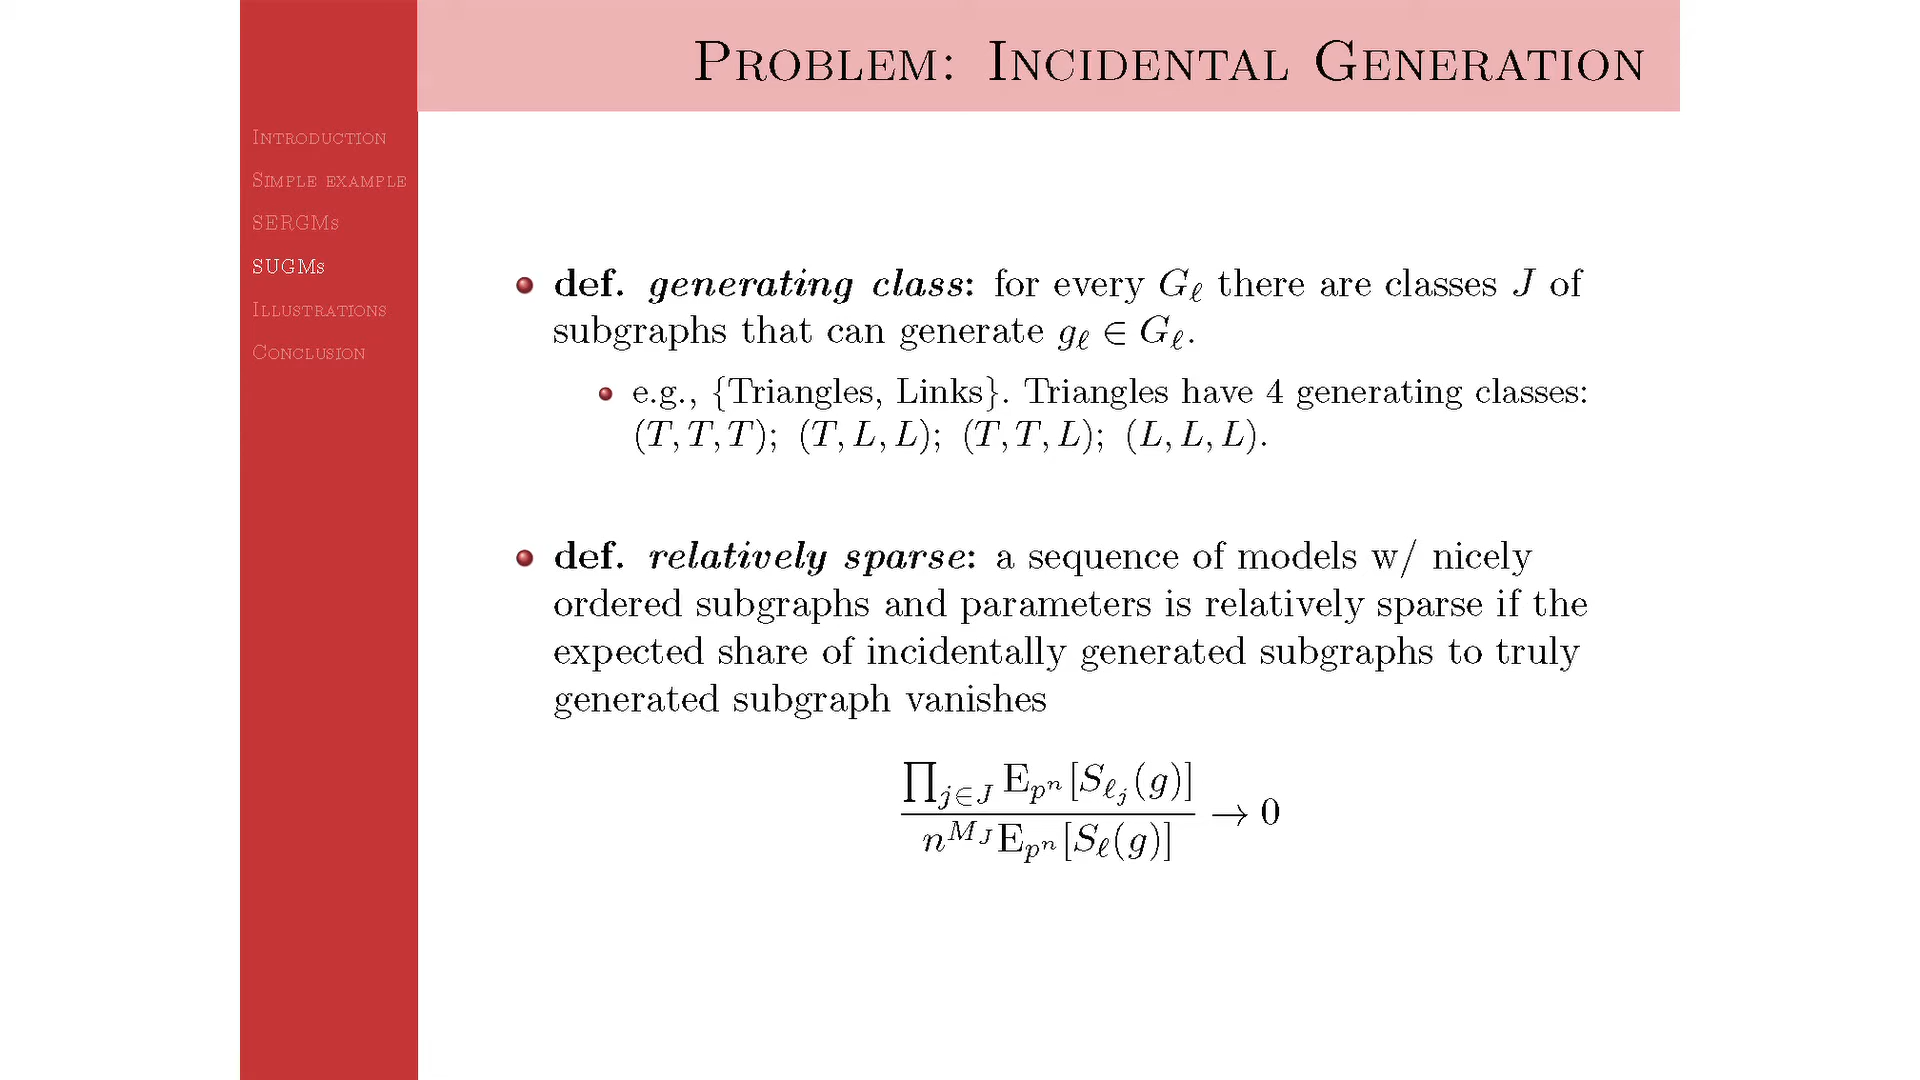 PROBLEM: INCIDENTAL GENERATION
INTRODUCTION
SIMPLE EXAMPLE
SERGMs
SUGMs
ILLUSTRATIONS
CONCLUSION
def. generating class: for every G_ℓ there are classes J of
subgraphs that can generate g_ℓ ∈ G_ℓ.
e.g., {Triangles, Links}. Triangles have 4 generating classes:
(T, T, T); (T, L, L); (T, T, L); (L, L, L).
def. relatively sparse: a sequence of models w/ nicely
ordered subgraphs and parameters is relatively sparse if the
expected share of incidentally generated subgraphs to truly
generated subgraph vanishes
∏_{j∈J} E_{p^n}[S_{ℓ_j}(g)]
n^{M_J} E_{p^n}[S_ℓ(g)] → 0